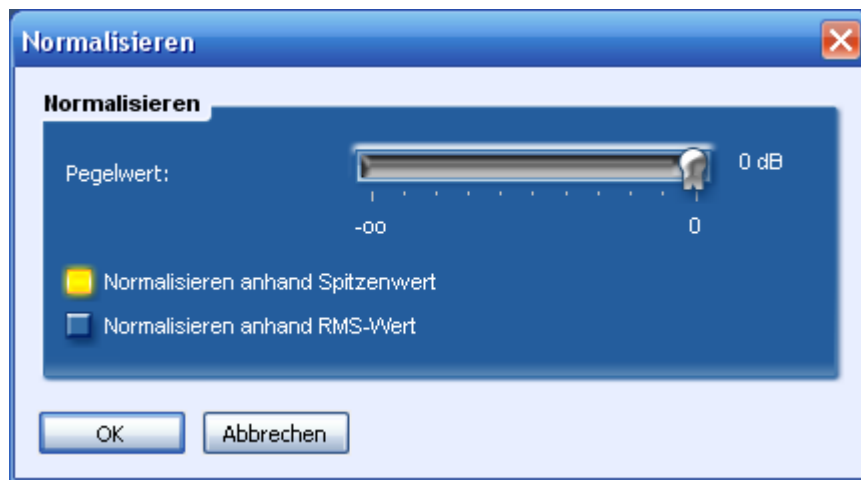 Normalisieren
Normalisieren
Pegelwert:
0 dB
-oo
0
Normalisieren anhand Spitzenwert
Normalisieren anhand RMS-Wert
OK
Abbrechen